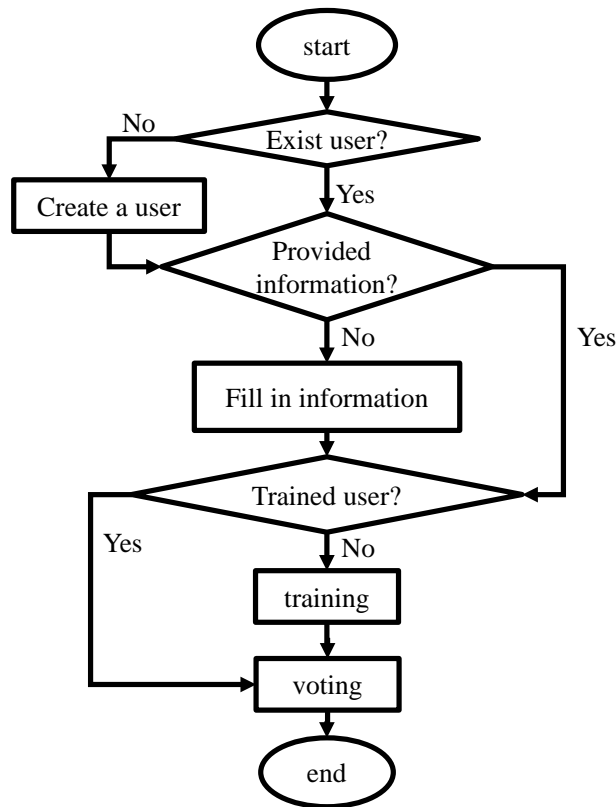 start
No
Exist user?
Create a user
Yes
Provided
information?
No
Yes
Fill in information
Trained user?
Yes
No
training
voting
end